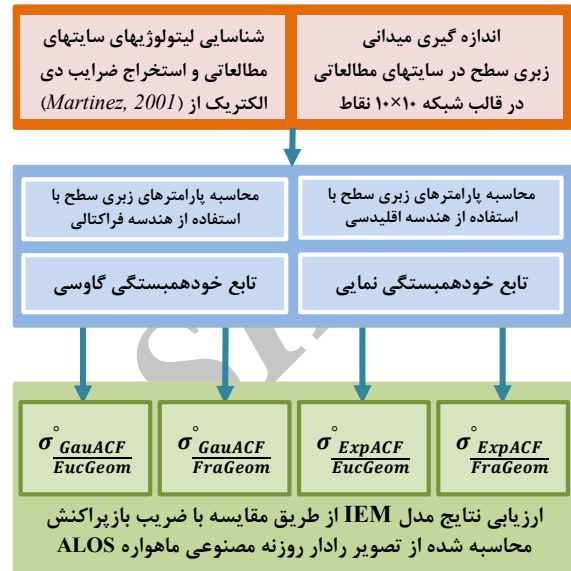 اندازه گیری میدانی
زبری سطح در سایتهای مطالعاتی
در قالب شبکه ۱۰×۱۰ نقاط
شناسایی لیتولوژیهای سایتهای
مطالعاتی و استخراج ضرایب دی
الکتریک از (Martinez, 2001)
محاسبه پارامترهای زبری سطح با
استفاده از هندسه اقلیدسی
محاسبه پارامترهای زبری سطح با
استفاده از هندسه فراکتالی
تابع خودهمبستگی نمایی
تابع خودهمبستگی گاوسی
σ° GauACF/EucGeom
σ° GauACF/FraGeom
σ° ExpACF/EucGeom
σ° ExpACF/FraGeom
ارزیابی نتایج مدل IEM از طریق مقایسه با ضریب بازپراکنش
محاسبه شده از تصویر رادار روزنه مصنوعی ماهواره ALOS